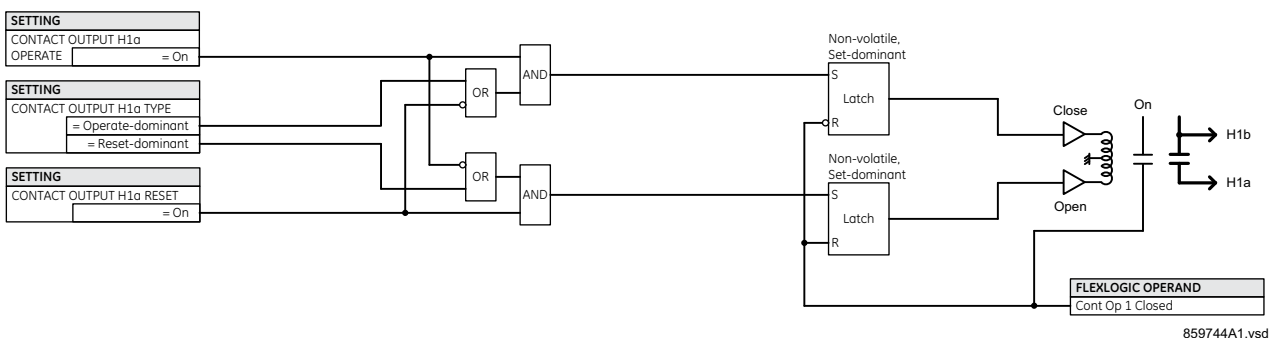 SETTING
CONTACT OUTPUT H1a
OPERATE = On
SETTING
CONTACT OUTPUT H1a TYPE
= Operate-dominant
= Reset-dominant
SETTING
CONTACT OUTPUT H1a RESET
= On
OR
AND
OR
AND
Non-volatile,
Set-dominant
S
Latch
R
Non-volatile,
Set-dominant
S
Latch
R
Close
Open
On
H1b
H1a
FLEXLOGIC OPERAND
Cont Op 1 Closed
859744A1.vsd